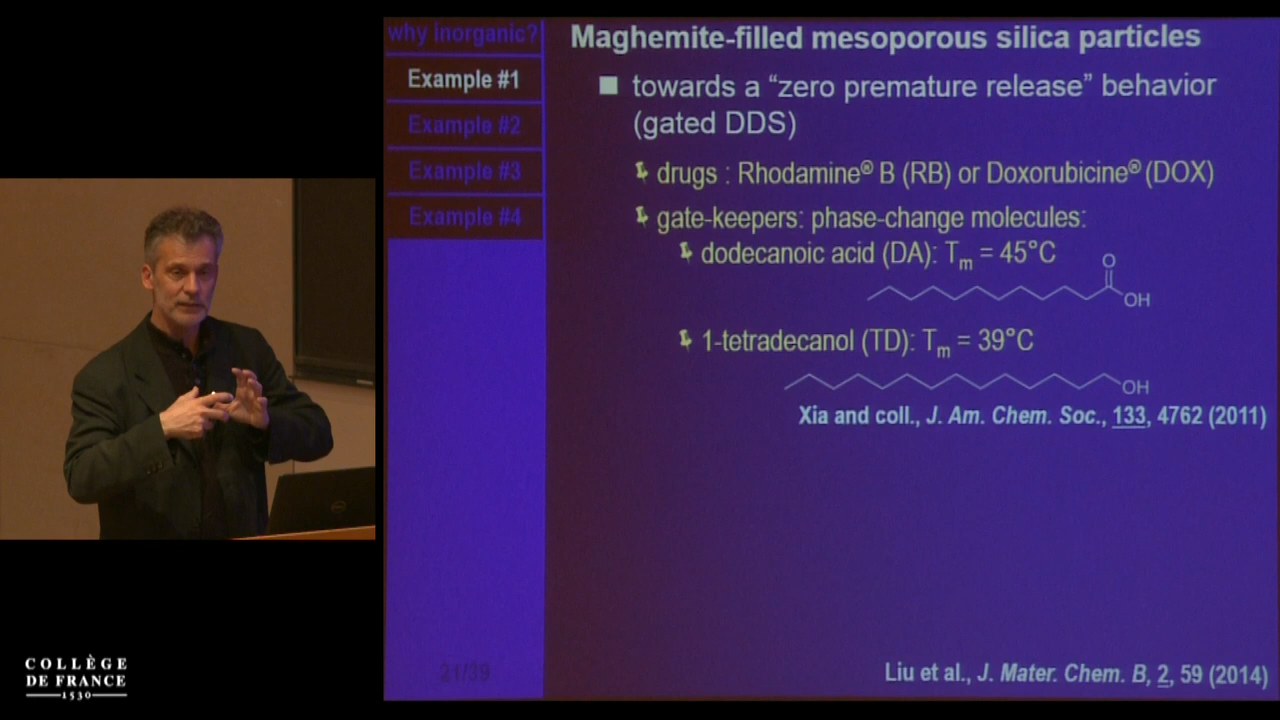 why inorganic?
Example #1
Example #2
Example #3
Example #4
Maghemite-filled mesoporous silica particles
towards a “zero premature release” behavior
(gated DDS)
drugs : Rhodamine® B (RB) or Doxorubicine® (DOX)
gate-keepers: phase-change molecules:
dodecanoic acid (DA): Tm = 45°C
O
OH
1-tetradecanol (TD): Tm = 39°C
OH
Xia and coll., J. Am. Chem. Soc., 133, 4762 (2011)
21/39
Liu et al., J. Mater. Chem. B, 2, 59 (2014)
COLLÈGE
DE FRANCE
1530